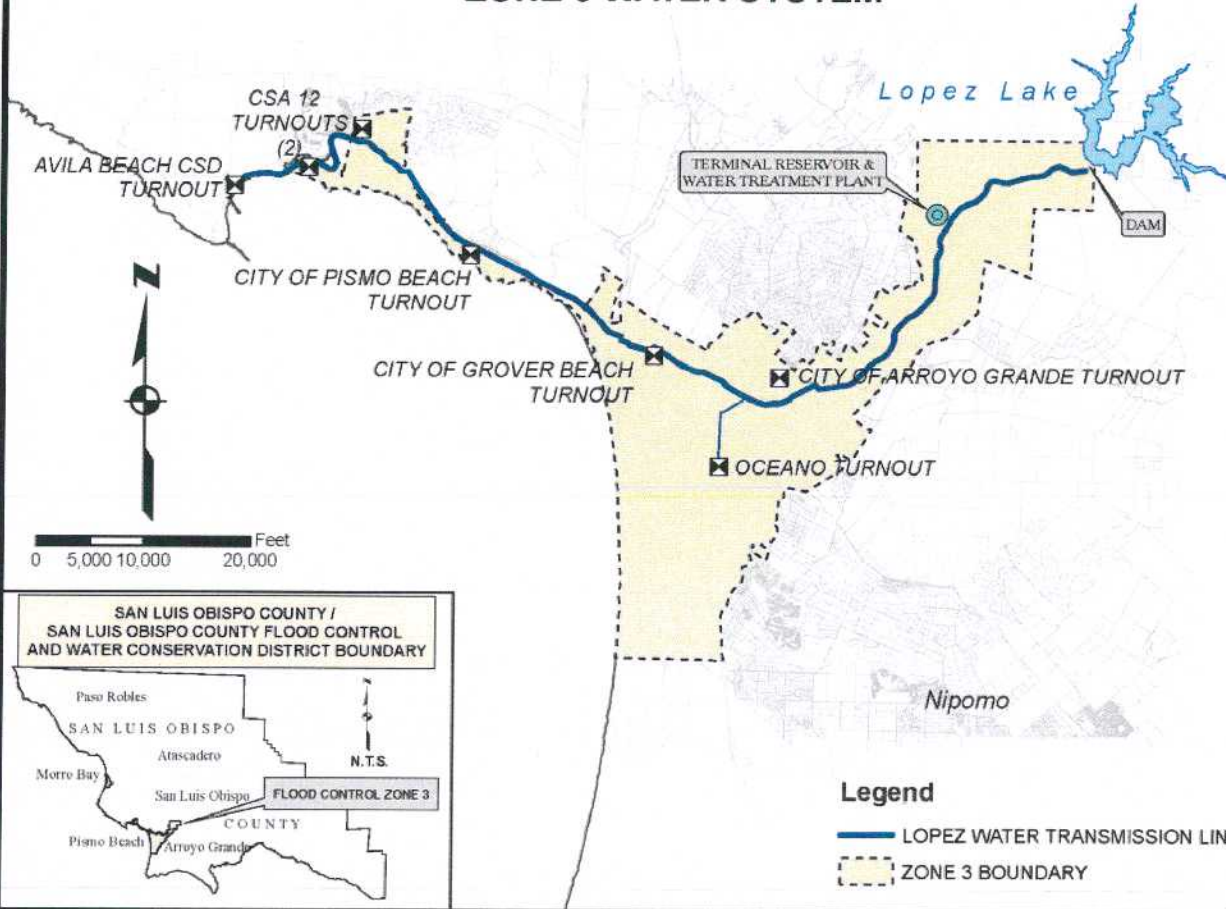 Lopez Lake
CSA 12
TURNOUTS
(2)
AVILA BEACH CSD
TURNOUT
TERMINAL RESERVOIR &
WATER TREATMENT PLANT
DAM
CITY OF PISMO BEACH
TURNOUT
N
CITY OF GROVER BEACH
TURNOUT
CITY OF ARROYO GRANDE TURNOUT
OCEANO TURNOUT
Feet
0 5,000 10,000 20,000
SAN LUIS OBISPO COUNTY /
SAN LUIS OBISPO COUNTY FLOOD CONTROL
AND WATER CONSERVATION DISTRICT BOUNDARY
Paso Robles
SAN LUIS OBISPO
Atascadero
N
N.T.S.
Morro Bay
San Luis Obispo
FLOOD CONTROL ZONE 3
COUNTY
Pismo Beach
Arroyo Grande
Nipomo
Legend
LOPEZ WATER TRANSMISSION LIN
ZONE 3 BOUNDARY